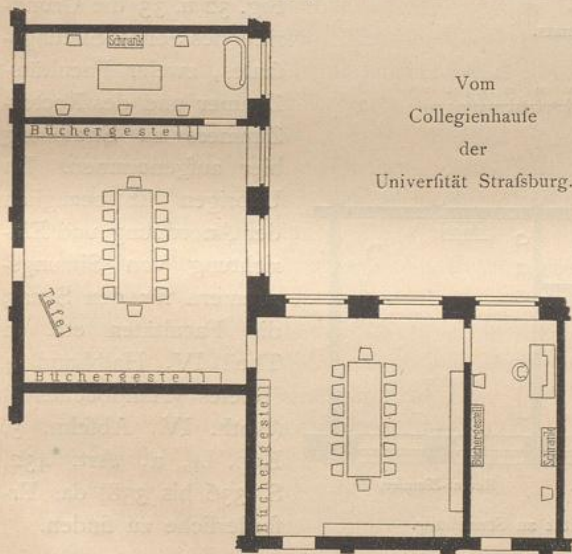 Schrank
Büchergestell
Vom
Collegienhauſe
der
Univerſität Straſsburg.
Tafel
Büchergestell
Büchergestell
Büchergestell
Schrank